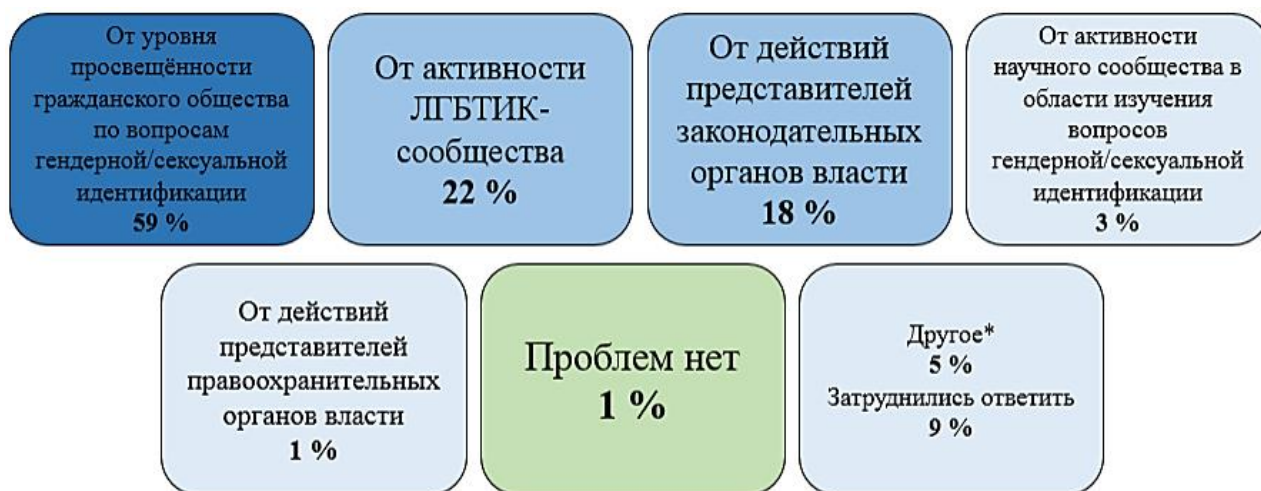 От уровня
просвещённости
гражданского общества
по вопросам
гендерной/сексуальной
идентификации
59 %
От активности
ЛГБТИК-
сообщества
22 %
От действий
представителей
законодательных
органов власти
18 %
От активности
научного сообщества в
области изучения
вопросов
гендерной/сексуальной
идентификации
3 %
От действий
представителей
правоохранительных
органов власти
1 %
Проблем нет
1 %
Другое*
5 %
Затруднились ответить
9 %